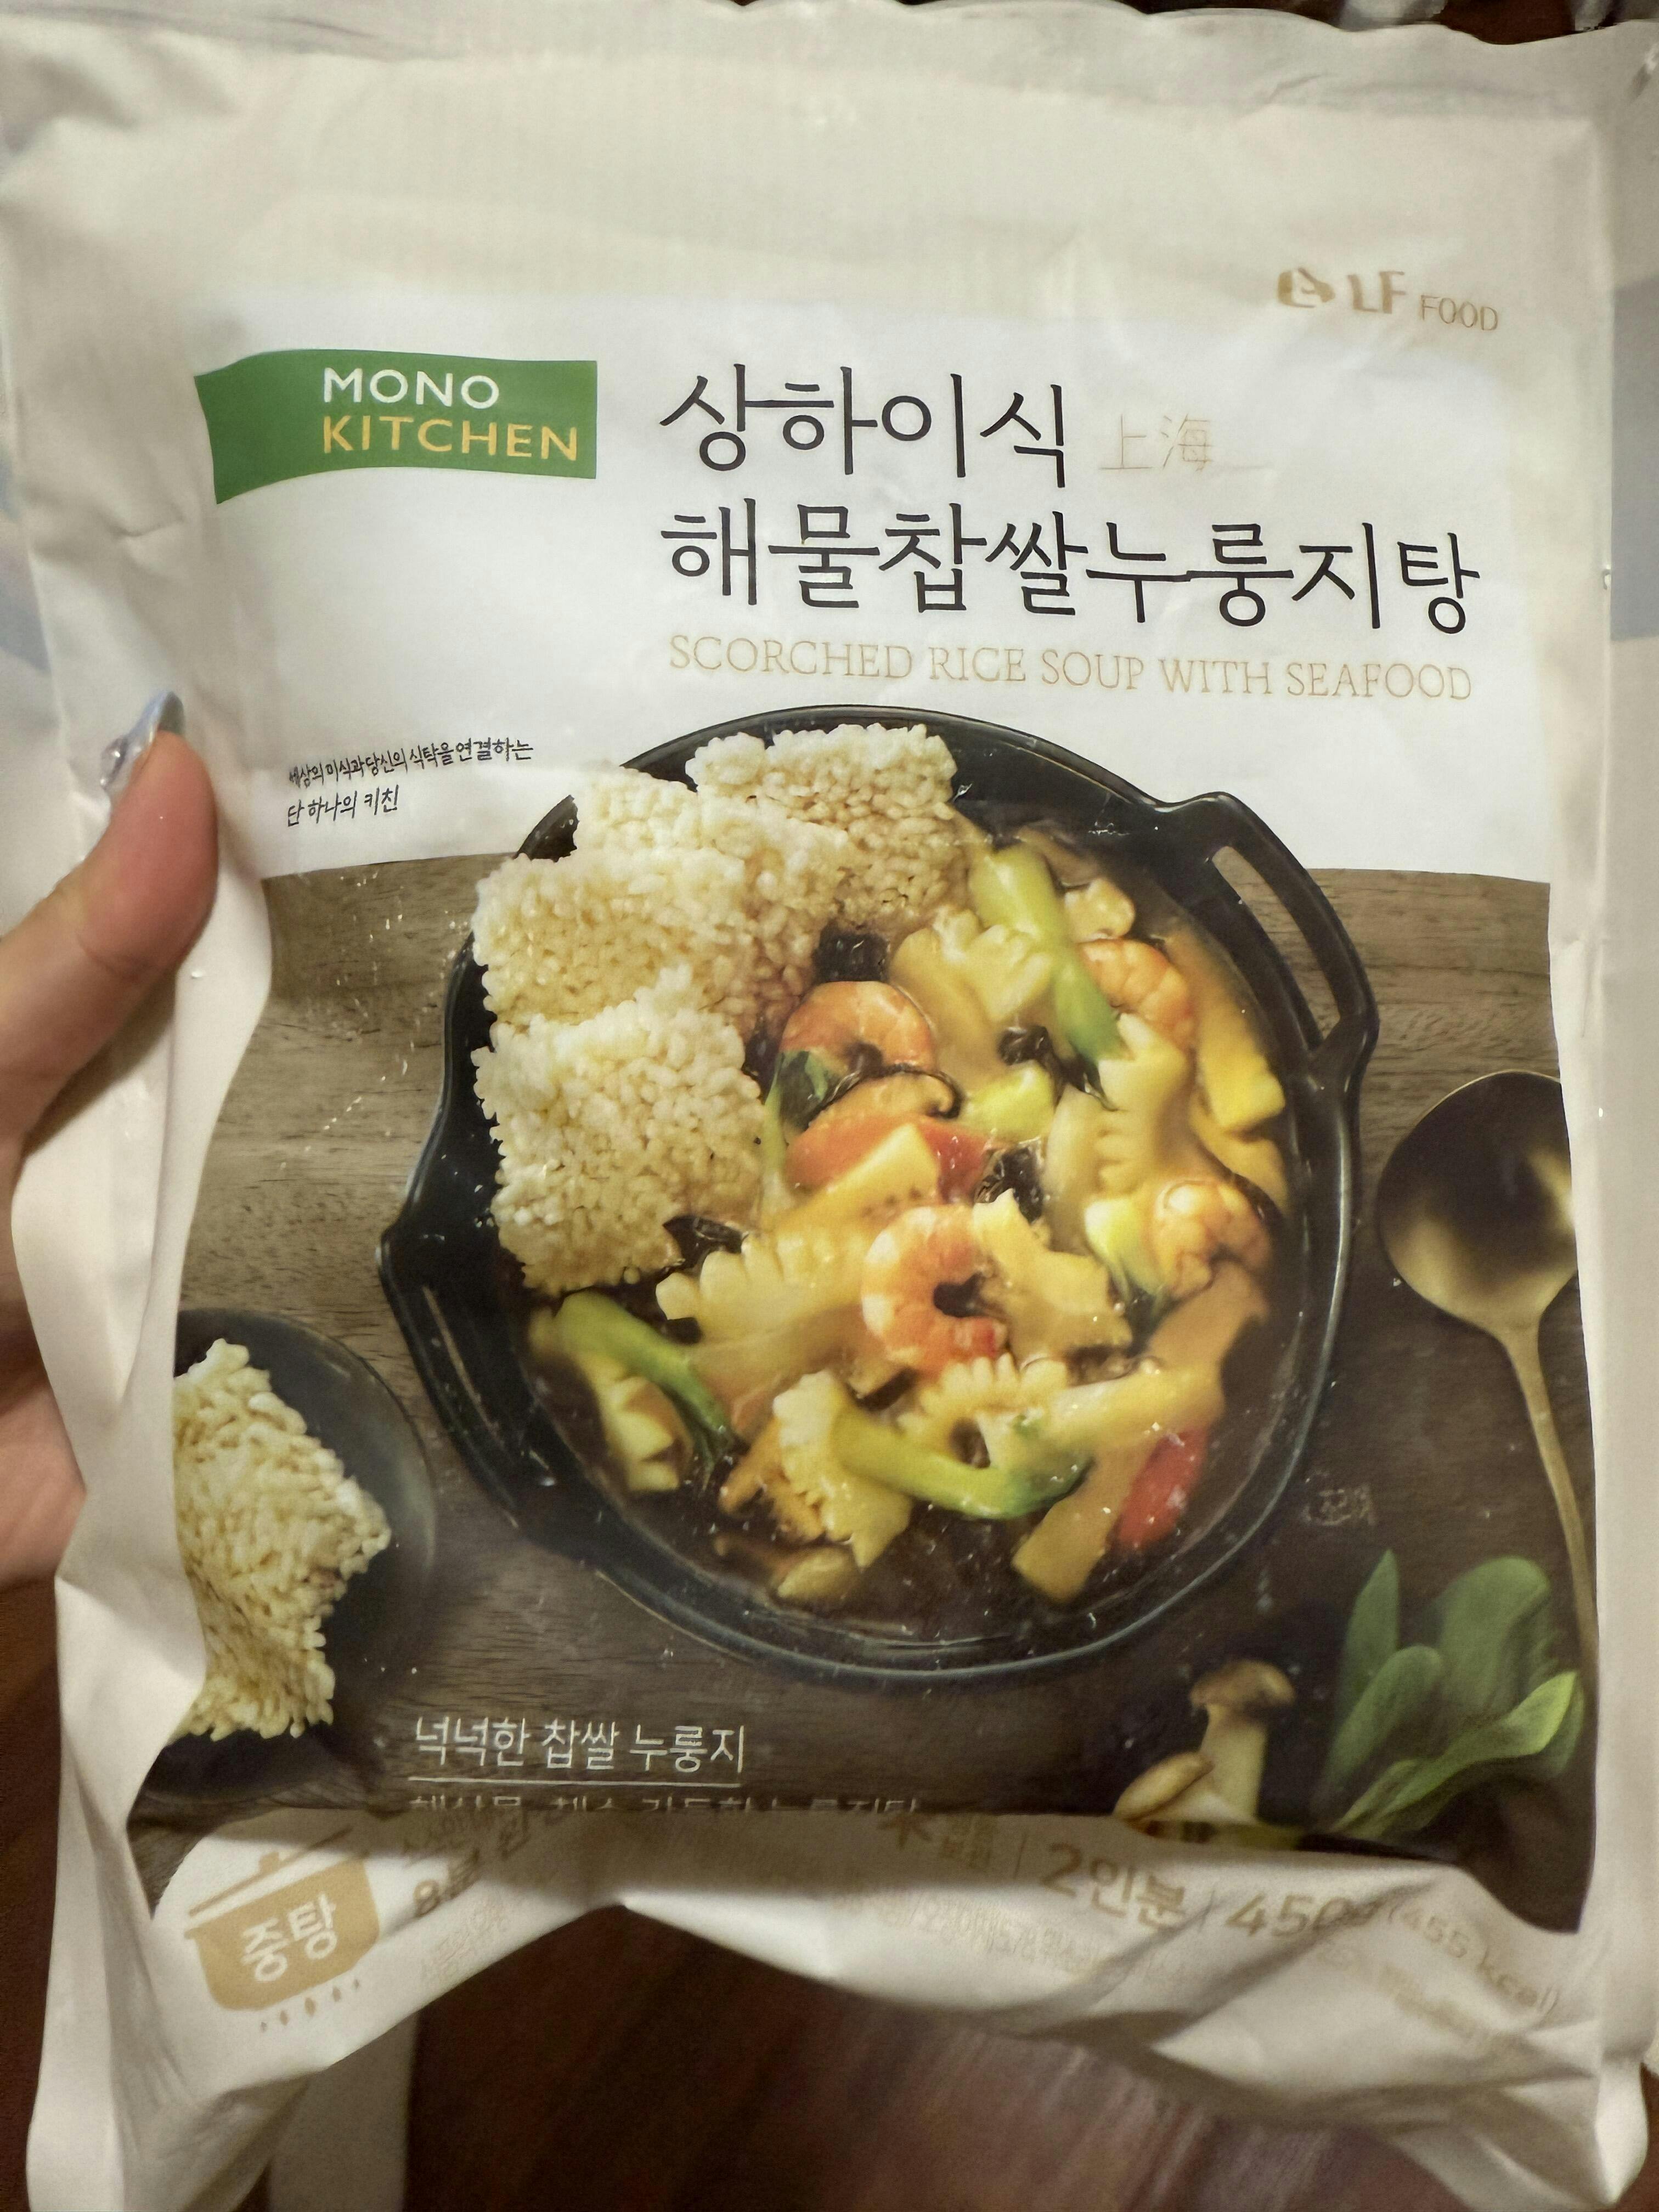 LF FOOD
MONO
KITCHEN
상하이식 上海
해물찹쌀누룽지탕
SCORCHED RICE SOUP WITH SEAFOOD
세상의 미식과 당신의 식탁을 연결하는
단 하나의 키친
넉넉한 찹쌀 누룽지
중탕
2인분 | 450g (455 kcal)